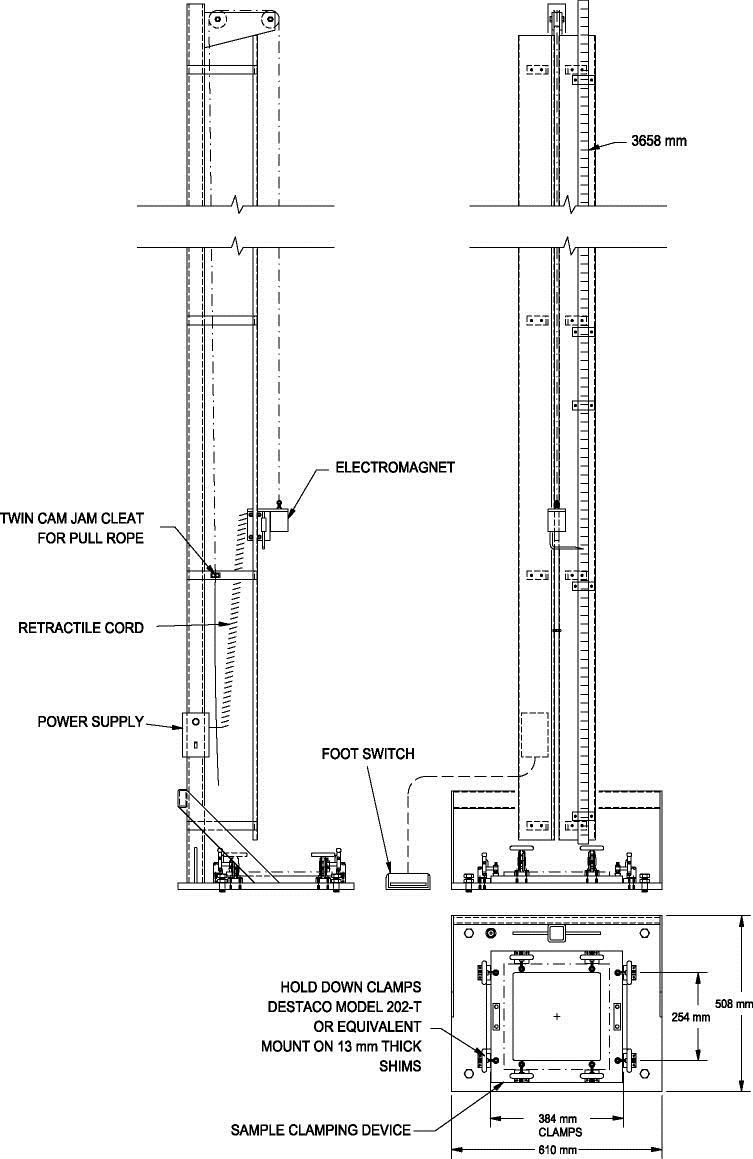 3658 mm
ELECTROMAGNET
TWIN CAM JAM CLEAT
FOR PULL ROPE
RETRACTILE CORD
POWER SUPPLY
FOOT SWITCH
HOLD DOWN CLAMPS
DESTACO MODEL 202-T
OR EQUIVALENT
MOUNT ON 13 mm THICK
SHIMS
254 mm
508 mm
SAMPLE CLAMPING DEVICE
384 mm
CLAMPS
610 mm